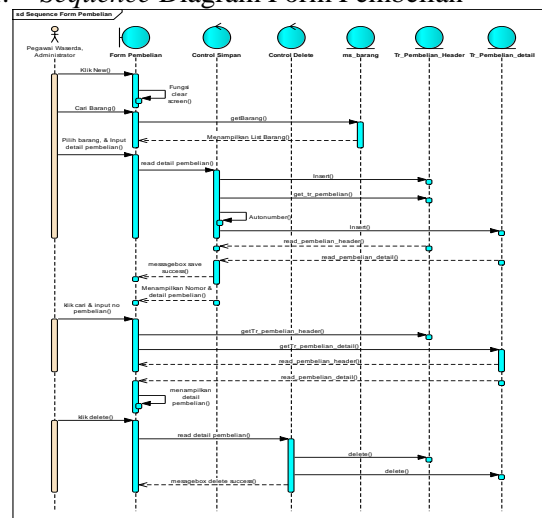 Sequence Diagram Form Pembelian
sd Sequence Form Pembelian
Pegawai Waserda,
Administrator
Form Pembelian
Control Simpan
Control Delete
ms_barang
Tr_Pembelian_Header
Tr_Pembelian_detail
Klik New()
Fungsi
clear
screen()
Cari Barang()
getBarang()
Menampilkan List Barang()
Pilih barang, & Input
detail pembelian()
read detail pembelian()
Insert()
get_tr_pembelian()
Autonumber()
Insert()
read_pembelian_header()
read_pembelian_detail()
messagebox save
success()
Menampilkan Nomor &
detail pembelian()
klik cari & input no
pembelian()
getTr_pembelian_header()
getTr_pembelian_detail()
read_pembelian_header()
read_pembelian_detail()
menampilkan
detail
pembelian()
klik delete()
read detail pembelian()
delete()
delete()
messagebox delete success()